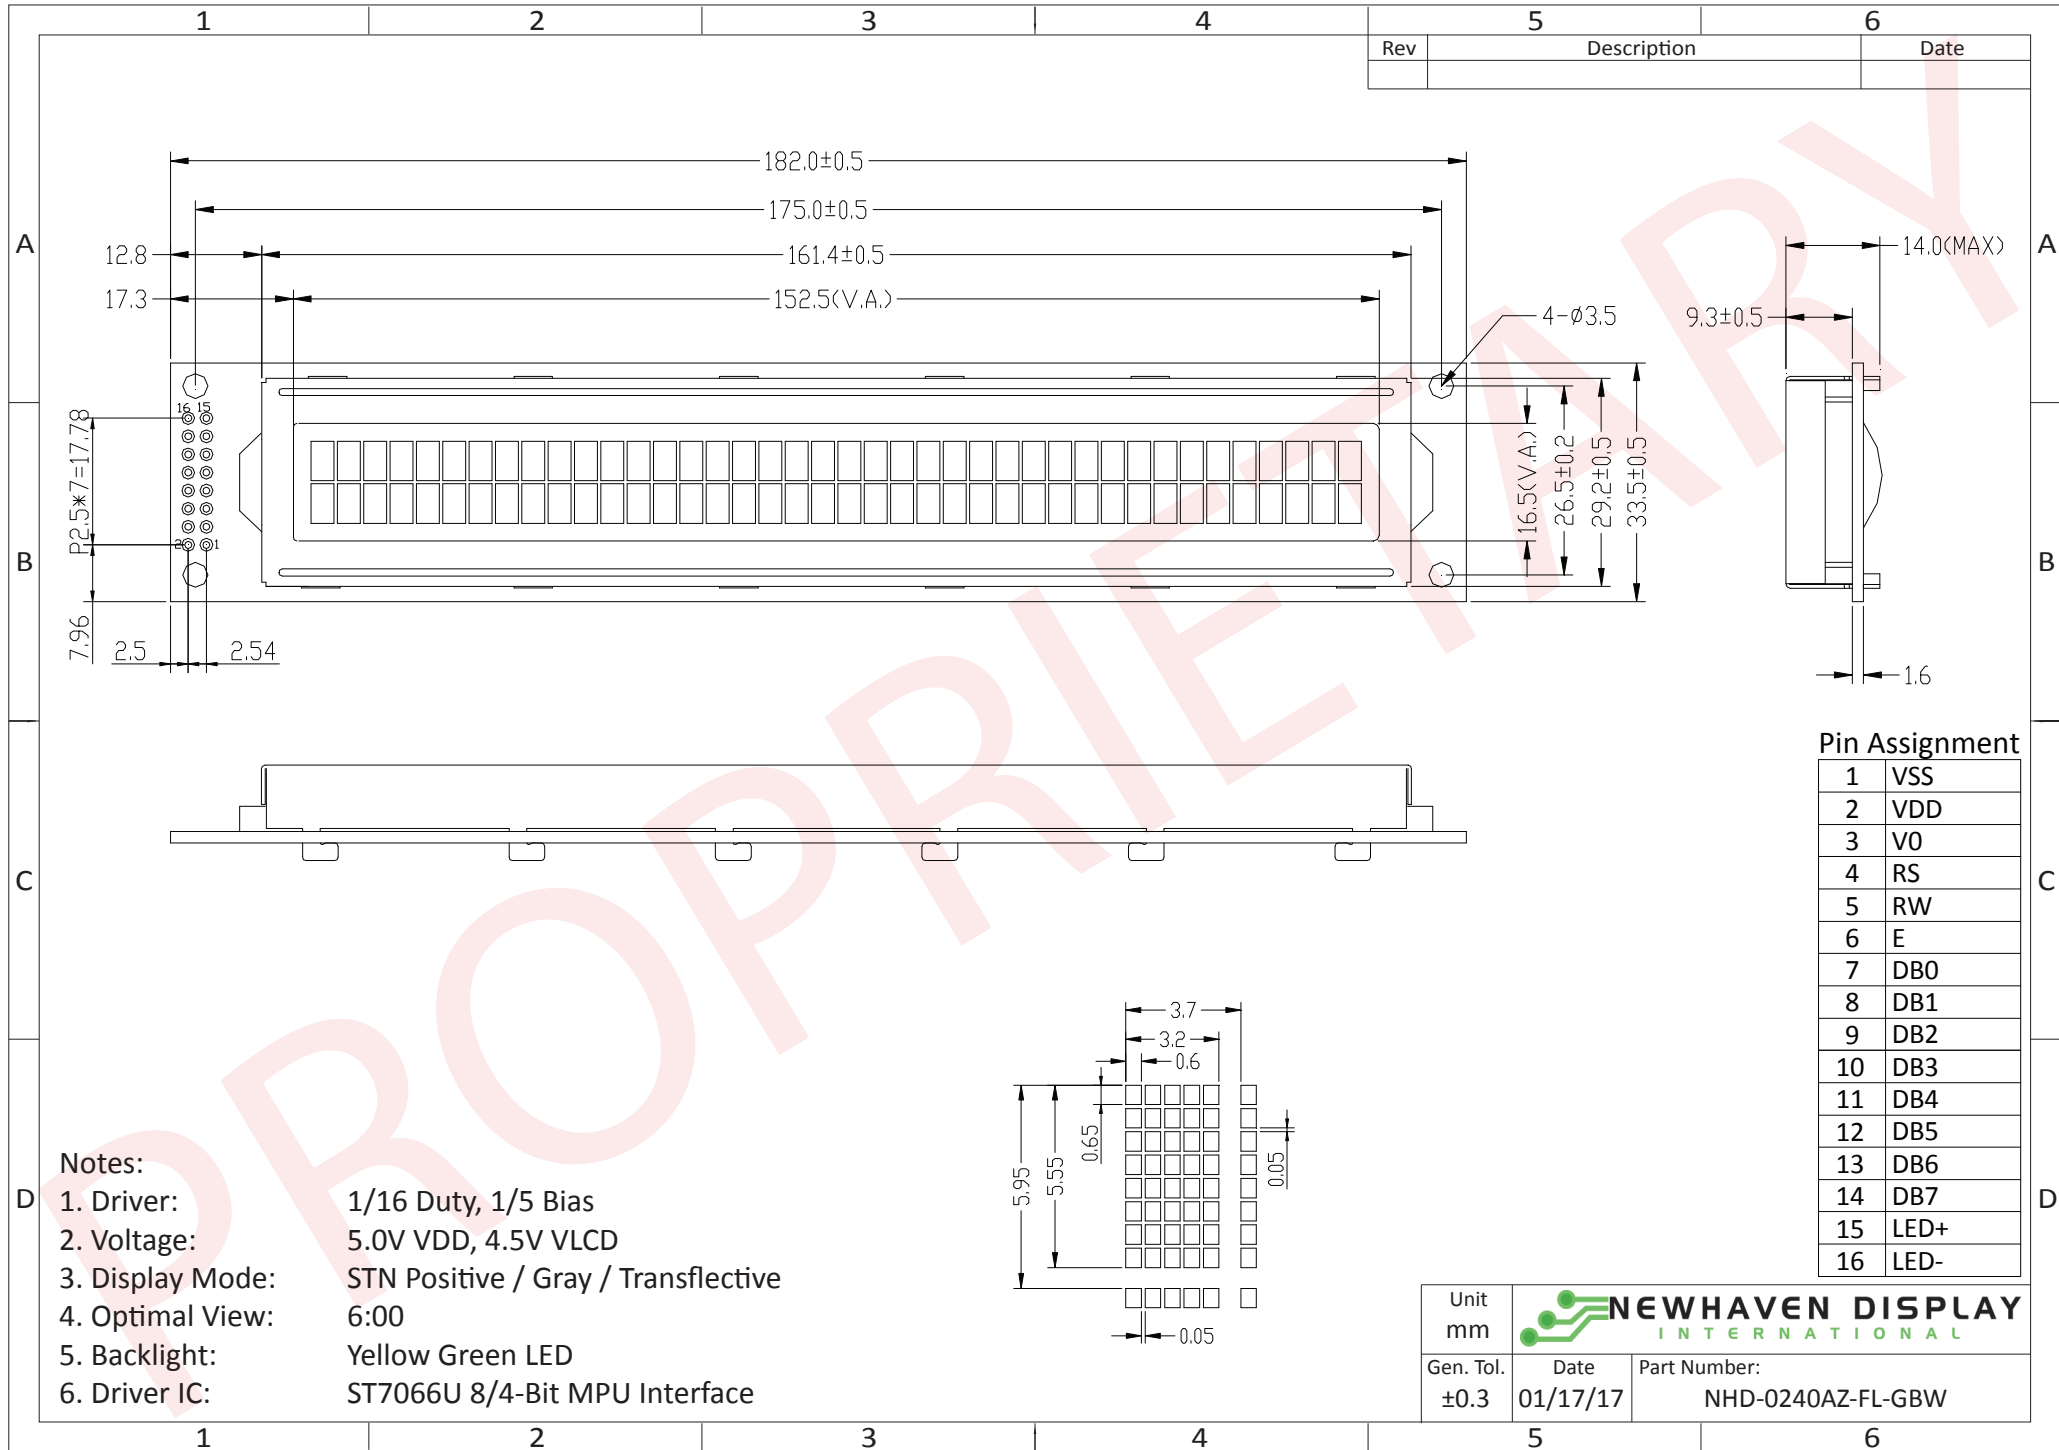 1 2 3 4 5 6
Rev Description Date
182.0±0.5
175.0±0.5
12.8 161.4±0.5
17.3 152.5(V.A.)
4-ø3.5
14.0(MAX)
9.3±0.5
A A
16 15
2 1
P2.5*7=17.78
7.96
2.5 2.54
16.5(V.A.)
26.5±0.2
29.2±0.5
33.5±0.5
1.6
B B
C C
Pin Assignment
1 VSS
2 VDD
3 V0
4 RS
5 RW
6 E
7 DB0
8 DB1
9 DB2
10 DB3
11 DB4
12 DB5
13 DB6
14 DB7
15 LED+
16 LED-
3.7
3.2
0.6
0.65
5.95
5.55
0.05
0.05
D D
Notes:
1. Driver: 1/16 Duty, 1/5 Bias
2. Voltage: 5.0V VDD, 4.5V VLCD
3. Display Mode: STN Positive / Gray / Transflective
4. Optimal View: 6:00
5. Backlight: Yellow Green LED
6. Driver IC: ST7066U 8/4-Bit MPU Interface
Unit
mm
NEWHAVEN DISPLAY
INTERNATIONAL
Gen. Tol.
±0.3
Date
01/17/17
Part Number:
NHD-0240AZ-FL-GBW
1 2 3 4 5 6
PROPRIETARY